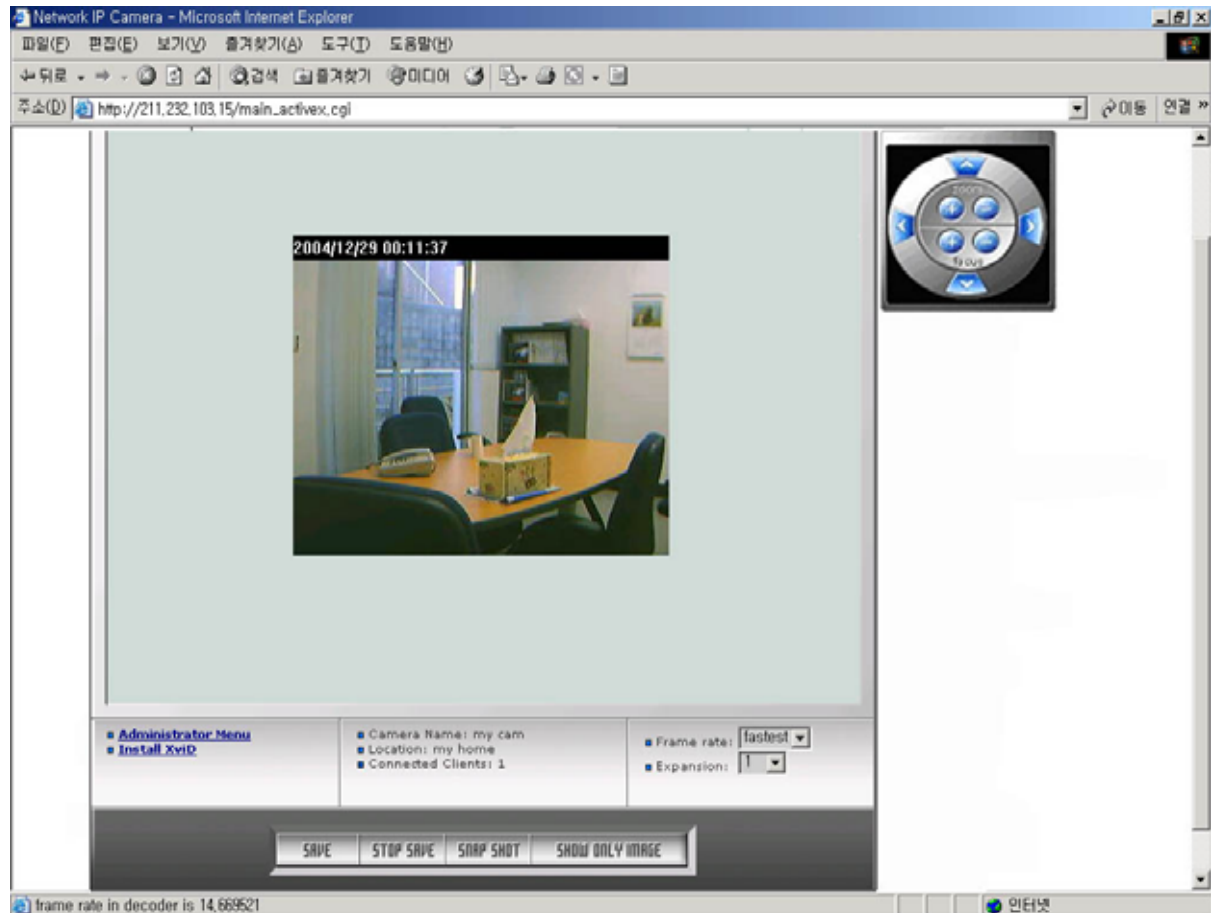 Network IP Camera - Microsoft Internet Explorer
파일(F) 편집(E) 보기(V) 즐겨찾기(A) 도구(T) 도움말(H)
뒤로 검색 즐겨찾기 미디어
주소(D) http://211,232,103,15/main_activex,cgi 이동 연결 »
zoom
focus
2004/12/29 00:11:37
Administrator Menu
Install XviD
Camera Name: my cam
Location: my home
Connected Clients: 1
Frame rate: fastest
Expansion: 1
SAVE STOP SAVE SNAP SHOT SHOW ONLY IMAGE
frame rate in decoder is 14,669521 인터넷